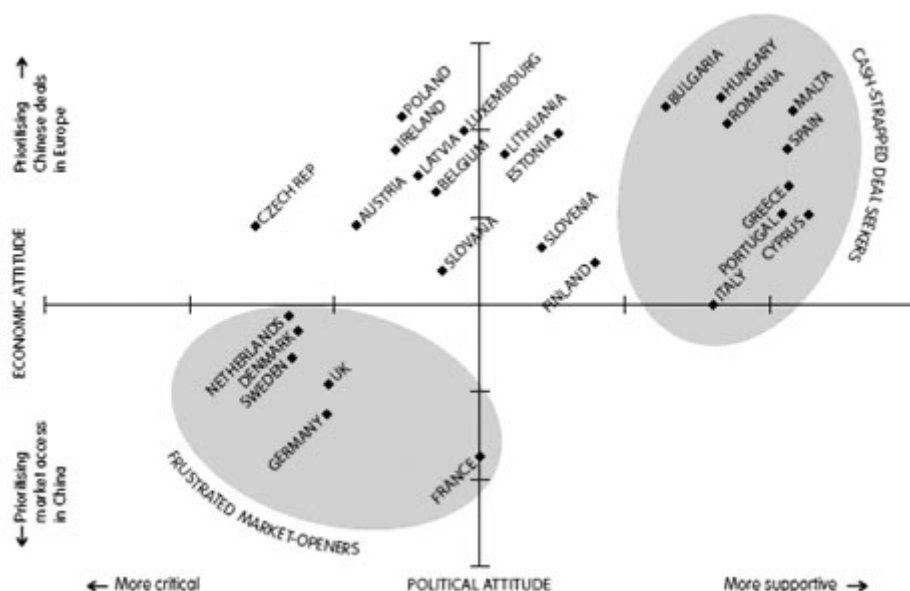 Prioritising
Chinese deals
in Europe
ECONOMIC ATTITUDE
Prioritising
market access
in China
POLAND
IRELAND
LUXEMBOURG
LATVIA
BELGIUM
LITHUANIA
ESTONIA
CZECH REP
AUSTRIA
SLOVANA
SLOVENIA
FINLAND
BULGARIA
HUNGARY
ROMANIA
MALTA
SPAIN
GREECE
PORTUGAL
CYPRUS
ITALY
CASH-STRAPPED DEAL SEEKERS
NETHERLANDS
DENMARK
SWEDEN
UK
GERMANY
FRANCE
FRUSTRATED MARKET-OPENERS
← More critical
POLITICAL ATTITUDE
More supportive →